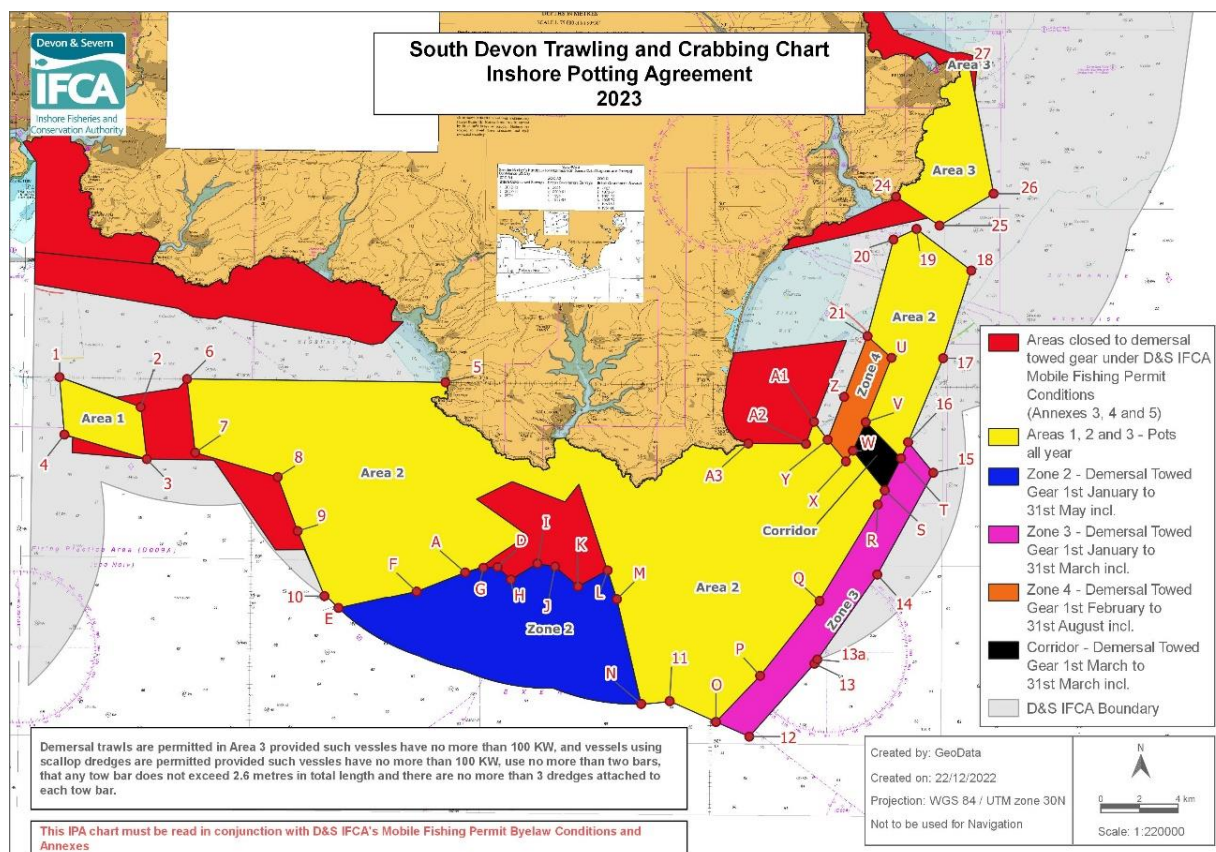 Devon & Severn
IFCA
Inshore Fisheries and
Conservation Authority
South Devon Trawling and Crabbing Chart
Inshore Potting Agreement
2023
27
Area 3
Area 3
24
26
25
20
19
18
Area 2
21
U
17
Zone 4
1
2
6
5
Area 1
A1
Z
V
16
A2
4
3
7
8
A3
Y
W
X
15
Area 2
T
S
Corridor
R
9
I
D
A
K
F
G
H
J
L
M
Area 2
Q
Zone 3
14
10
E
Zone 2
P
13a
13
N
11
O
12
Areas closed to demersal
towed gear under D&S IFCA
Mobile Fishing Permit
Conditions
(Annexes 3, 4 and 5)
Areas 1, 2 and 3 - Pots
all year
Zone 2 - Demersal Towed
Gear 1st January to
31st May incl.
Zone 3 - Demersal Towed
Gear 1st January to
31st March incl.
Zone 4 - Demersal Towed
Gear 1st February to
31st August incl.
Corridor - Demersal Towed
Gear 1st March to
31st March incl.
D&S IFCA Boundary
Demersal trawls are permitted in Area 3 provided such vessles have no more than 100 KW, and vessels using
scallop dredges are permitted provided such vessles have no more than 100 KW, use no more than two bars,
that any tow bar does not exceed 2.6 metres in total length and there are no more than 3 dredges attached to
each tow bar.
This IPA chart must be read in conjunction with D&S IFCA's Mobile Fishing Permit Byelaw Conditions and
Annexes
Created by: GeoData
Created on: 22/12/2022
Projection: WGS 84 / UTM zone 30N
Not to be used for Navigation
N
0 2 4 km
Scale: 1:220000